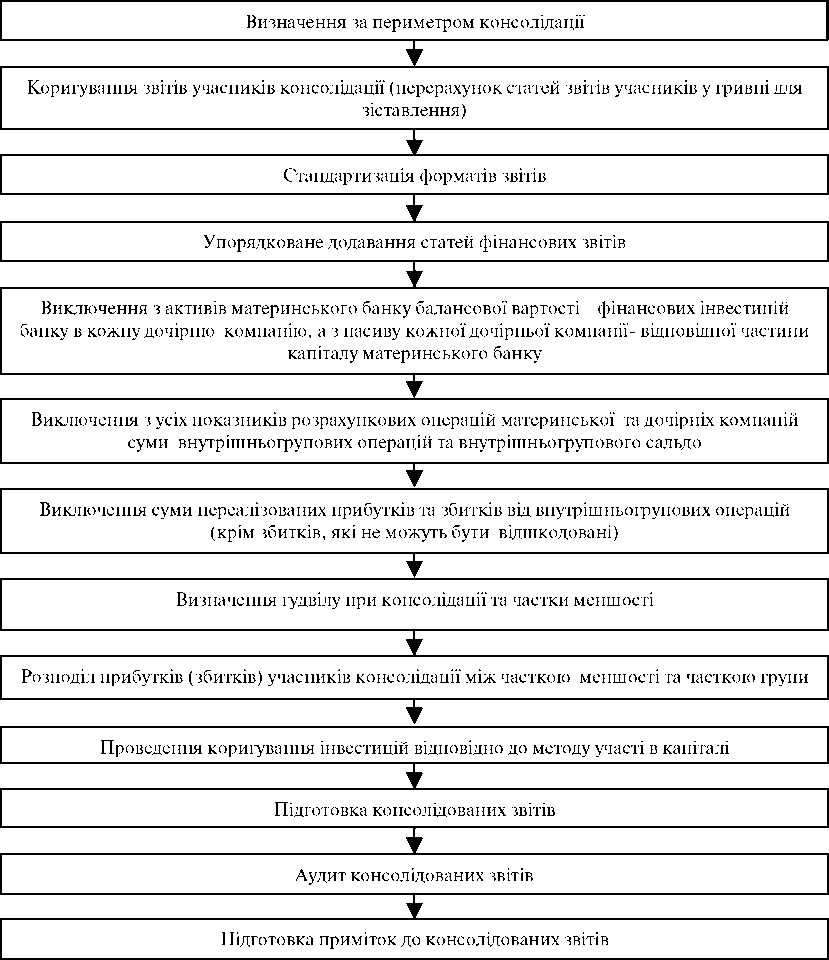 Визначення за периметром консолідації
Коригування звітів учасників консолідації (перерахунок статей звітів учасників у гривні для
зіставлення)
Стандартизація форматів звітів
Упорядковане додавання статей фінансових звітів
Виключення з активів материнського банку балансової вартості фінансових інвестицій
банку в кожну дочірню компанію, а з пасиву кожної дочірньої компанії- відповідної частини
капіталу материнського банку
Виключення з усіх показників розрахункових операцій материнської та дочірніх компаній
суми внутрішньогрупових операцій та внутрішньогрупового сальдо
Виключення суми нереалізованих прибутків та збитків від внутрішньогрупових операцій
(крім збитків, які не можуть бути відшкодовані)
Визначення гудвілу при консолідації та частки меншості
Розподіл прибутків (збитків) учасників консолідації між часткою меншості та часткою групи
Проведення коригування інвестицій відповідно до методу участі в капіталі
Підготовка консолідованих звітів
Аудит консолідованих звітів
Підготовка приміток до консолідованих звітів